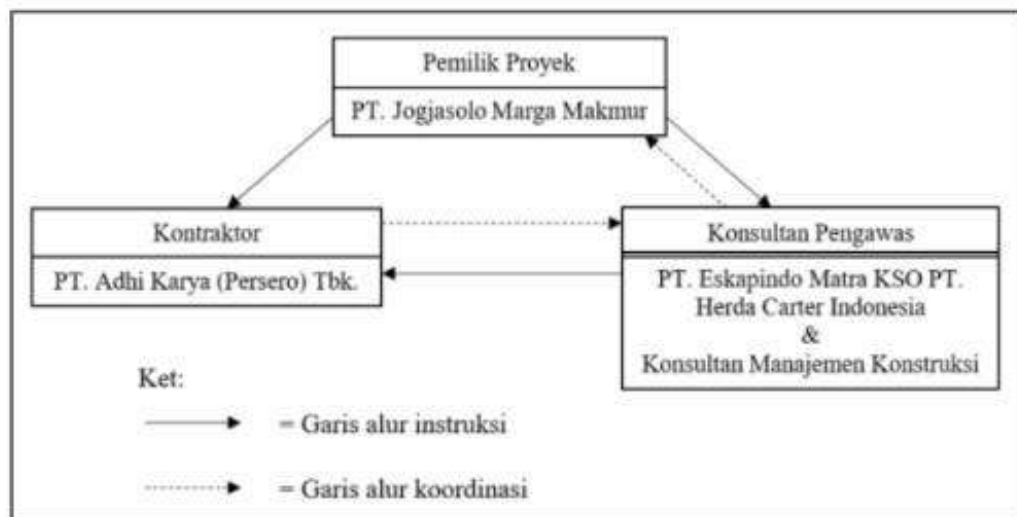 Pemilik Proyek
PT. Jogjasolo Marga Makmur
Kontraktor
PT. Adhi Karya (Persero) Tbk.
Konsultan Pengawas
PT. Eskapindo Matra KSO PT.
Herda Carter Indonesia
&
Konsultan Manajemen Konstruksi
Ket:
= Garis alur instruksi
= Garis alur koordinasi